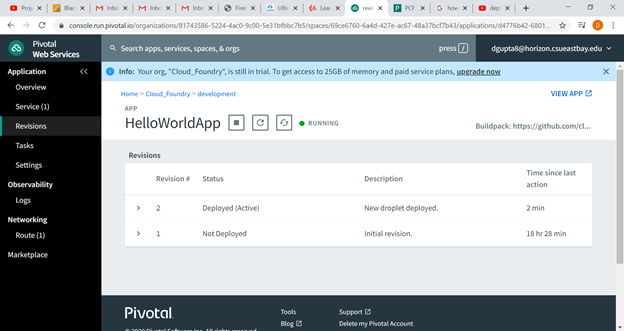 Proj
Blac
Inbo
Inbo
Inbo
Firel
Ultio
Lea
revi
PCF
how
dep
console.run.pivotal.io/organizations/81743586-5224-4ac0-9c00-5e31bfbbc7b5/spaces/69ce6760-6a4d-427e-ac67-48a37bcf7b43/applications/d4776b42-6801...
D
Pivotal
Web Services
Search apps, services, spaces, & orgs
press /
dgupta8@horizon.csueastbay.edu
Application
Overview
Service (1)
Revisions
Tasks
Settings
Observability
Logs
Networking
Route (1)
Marketplace
Info: Your org, "Cloud_Foundry", is still in trial. To get access to 25GB of memory and paid service plans, upgrade now
Home > Cloud_Foundry > development
VIEW APP
APP
HelloWorldApp
RUNNING
Buildpack: https://github.com/cl...
Revisions
Revision # Status Description Time since last action
2 Deployed (Active) New droplet deployed. 2 min
1 Not Deployed Initial revision. 18 hr 28 min
Pivotal
Tools
Support
Blog
Delete my Pivotal Account
© 2020 Pivotal Software Inc. All rights reserved